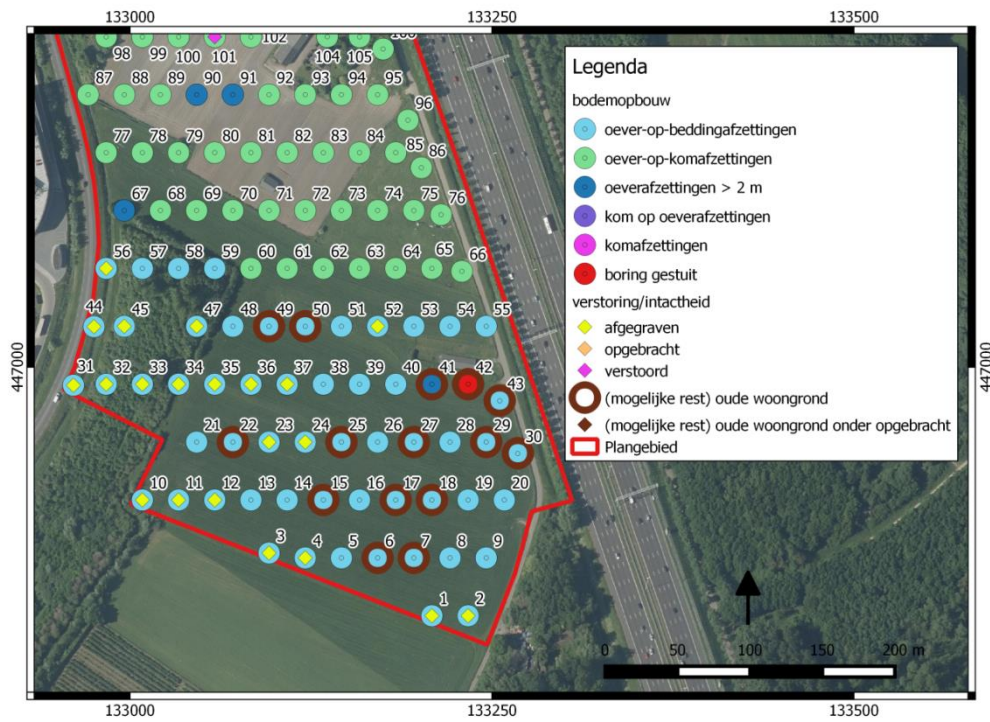 133000 133250 133500
98 99 100 101 102 104 105
87 88 89 90 91 92 93 94 95
96
77 78 79 80 81 82 83 84 85
86
67 68 69 70 71 72 73 74 75 76
56 57 58 59 60 61 62 63 64 65 66
44 45 47 48 49 50 51 52 53 54 55
447000 447000
31 32 33 34 35 36 37 38 39 40 41 42
43
21 22 23 24 25 26 27 28 29
30
10 11 12 13 14 15 16 17 18 19 20
3 4 5 6 7 8 9
1 2
Legenda
bodemopbouw
oever-op-beddingafzettingen
oever-op-komafzettingen
oeverafzettingen > 2 m
kom op oeverafzettingen
komafzettingen
boring gestuit
verstoring/intactheid
afgegraven
opgebracht
verstoord
(mogelijke rest) oude woongrond
(mogelijke rest) oude woongrond onder opgebracht
Plangebied
0 50 100 150 200 m
133000 133250 133500